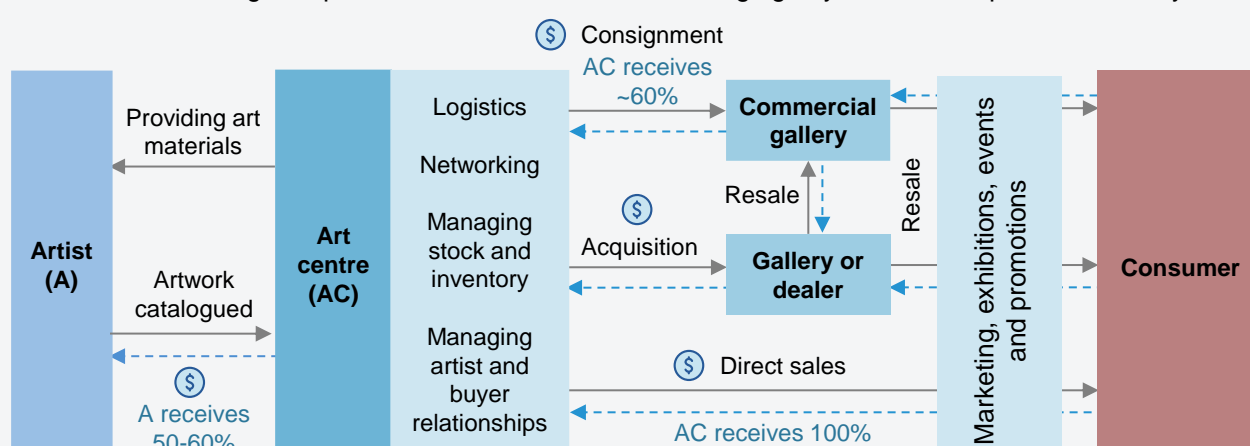 $ Consignment
AC receives
~60%
Providing art
materials
Artist
(A)
Artwork
catalogued
$
A receives
50-60%
Art
centre
(AC)
Logistics
Networking
Managing
stock and
inventory
Managing
artist and
buyer
relationships
Commercial
gallery
Resale
Resale
$
Acquisition
Gallery or
dealer
$ Direct sales
AC receives 100%
Marketing, exhibitions, events
and promotions
Consumer